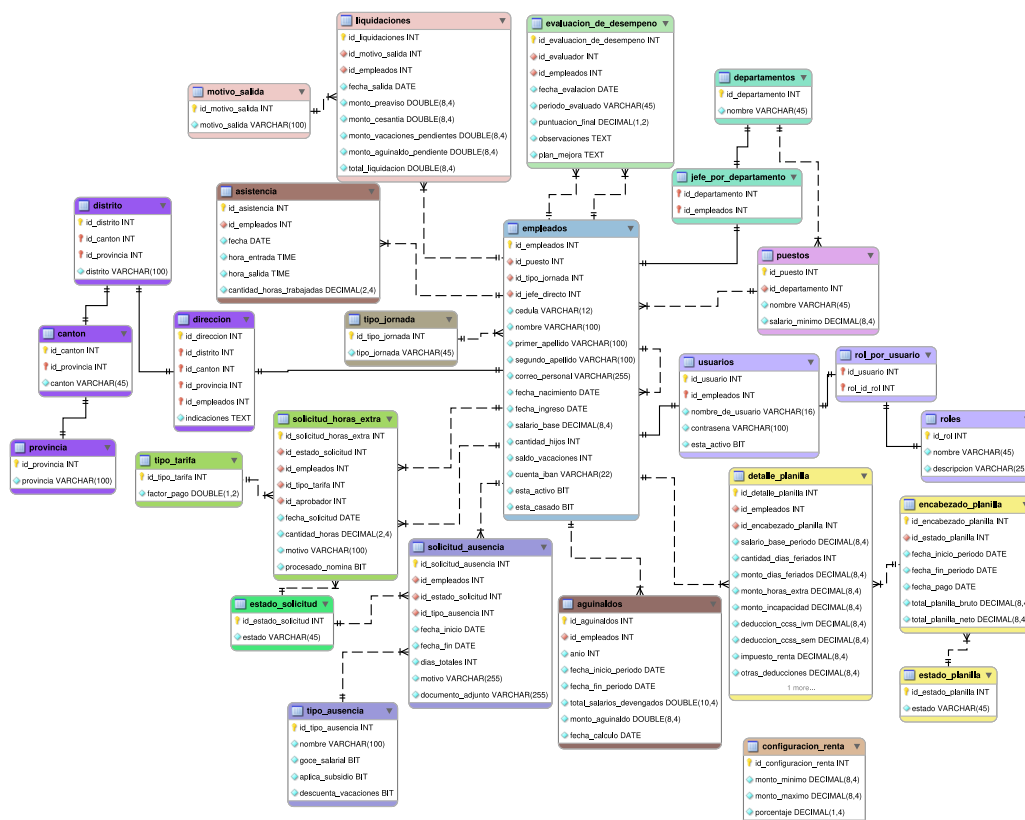 liquidaciones
id_liquidaciones INT
id_motivo_salida INT
id_empleados INT
fecha_salida DATE
monto_preaviso DOUBLE(8,4)
monto_cesantia DOUBLE(8,4)
monto_vacaciones_pendientes DOUBLE(8,4)
monto_aguinaldo_pendiente DOUBLE(8,4)
total_liquidacion DOUBLE(8,4)
evaluacion_de_desempeno
id_evaluacion_de_desempeno INT
id_evaluador INT
id_empleados INT
fecha_evalacion DATE
periodo_evaluado VARCHAR(45)
puntuacion_final DECIMAL(1,2)
observaciones TEXT
plan_mejora TEXT
departamentos
id_departamento INT
nombre VARCHAR(45)
motivo_salida
id_motivo_salida INT
motivo_salida VARCHAR(100)
jefe_por_departamento
id_departamento INT
id_empleados INT
asistencia
id_asistencia INT
id_empleados INT
fecha DATE
hora_entrada TIME
hora_salida TIME
cantidad_horas_trabajadas DECIMAL(2,4)
distrito
id_distrito INT
id_canton INT
id_provincia INT
distrito VARCHAR(100)
empleados
id_empleados INT
id_puesto INT
id_tipo_jornada INT
id_jefe_directo INT
cedula VARCHAR(12)
nombre VARCHAR(100)
primer_apellido VARCHAR(100)
segundo_apellido VARCHAR(100)
correo_personal VARCHAR(255)
fecha_nacimiento DATE
fecha_ingreso DATE
salario_base DECIMAL(8,4)
cantidad_hijos INT
saldo_vacaciones INT
cuenta_iban VARCHAR(22)
esta_activo BIT
esta_casado BIT
puestos
id_puesto INT
id_departamento INT
nombre VARCHAR(45)
salario_minimo DECIMAL(8,4)
canton
id_canton INT
id_provincia INT
canton VARCHAR(45)
direccion
id_direccion INT
id_distrito INT
id_canton INT
id_provincia INT
id_empleados INT
indicaciones TEXT
tipo_jornada
id_tipo_jornada INT
tipo_jornada VARCHAR(45)
usuarios
id_usuario INT
id_empleados INT
nombre_de_usuario VARCHAR(16)
contrasena VARCHAR(100)
esta_activo BIT
rol_por_usuario
id_usuario INT
rol_id_rol INT
roles
id_rol INT
nombre VARCHAR(45)
descripcion VARCHAR(25
provincia
id_provincia INT
provincia VARCHAR(100)
tipo_tarifa
id_tipo_tarifa INT
factor_pago DOUBLE(1,2)
solicitud_horas_extra
id_solicitud_horas_extra INT
id_estado_solicitud INT
id_empleados INT
id_tipo_tarifa INT
id_aprobador INT
fecha_solicitud DATE
cantidad_horas DECIMAL(2,4)
motivo VARCHAR(100)
procesado_nomina BIT
detalle_planilla
id_detalle_planilla INT
id_empleados INT
id_encabezado_planilla INT
salario_base_periodo DECIMAL(8,4)
cantidad_dias_feriados INT
monto_dias_feriados DECIMAL(8,4)
monto_horas_extra DECIMAL(8,4)
monto_incapacidad DECIMAL(8,4)
deduccion_ccss_ivm DECIMAL(8,4)
deduccion_ccss_sem DECIMAL(8,4)
impuesto_renta DECIMAL(8,4)
otras_deducciones DECIMAL(8,4)
1 more...
encabezado_planilla
id_encabezado_planilla INT
id_estado_planilla INT
fecha_inicio_periodo DATE
fecha_fin_periodo DATE
fecha_pago DATE
total_planilla_bruto DECIMAL(8,4
total_planilla_neto DECIMAL(8,4
solicitud_ausencia
id_solicitud_ausencia INT
id_empleados INT
id_estado_solicitud INT
id_tipo_ausencia INT
fecha_inicio DATE
fecha_fin DATE
dias_totales INT
motivo VARCHAR(255)
documento_adjunto VARCHAR(255)
estado_solicitud
id_estado_solicitud INT
estado VARCHAR(45)
aguinaldos
id_aguinaldos INT
id_empleados INT
anio INT
fecha_inicio_periodo DATE
fecha_fin_periodo DATE
total_salarios_devengados DOUBLE(10,4)
monto_aguinaldo DOUBLE(8,4)
fecha_calculo DATE
estado_planilla
id_estado_planilla INT
estado VARCHAR(45)
tipo_ausencia
id_tipo_ausencia INT
nombre VARCHAR(100)
goce_salarial BIT
aplica_subsidio BIT
descuenta_vacaciones BIT
configuracion_renta
id_configuracion_renta INT
monto_minimo DECIMAL(8,4)
monto_maximo DECIMAL(8,4)
porcentaje DECIMAL(1,4)